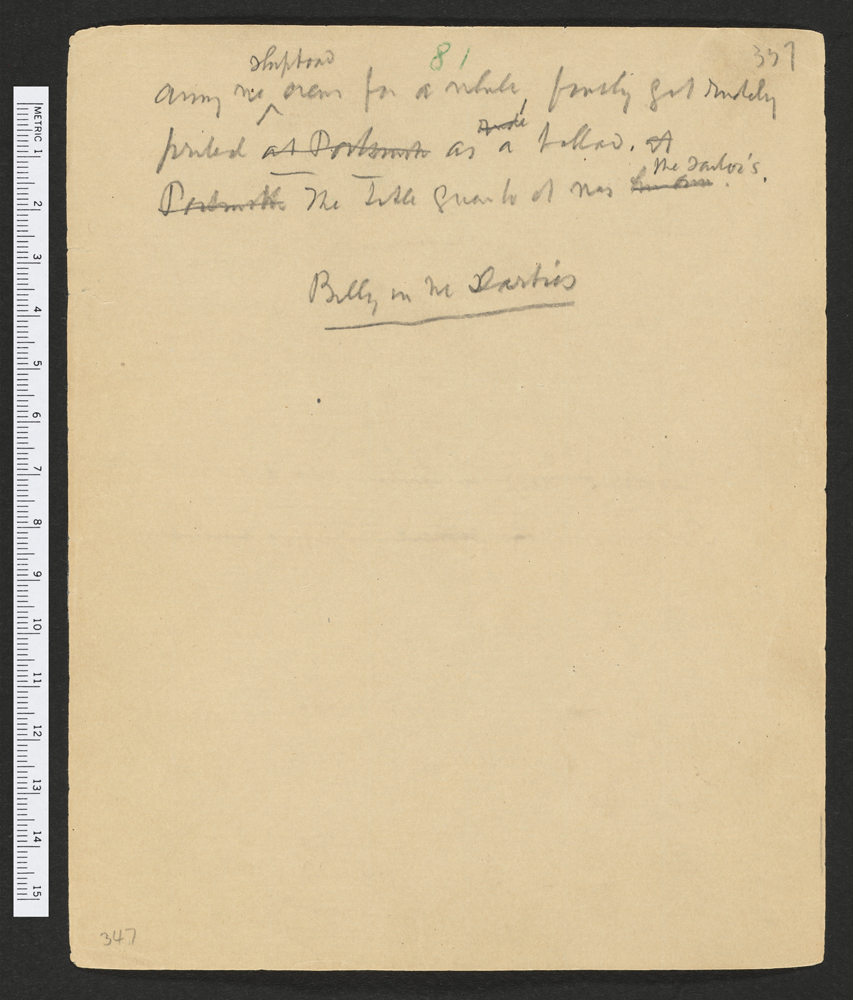 81
337
shipboard
among the crews for a while, finally got rudely
rude
printed at Portsmouth as a ballad. At
the sailor's.
Portsmouth The title given to it was
Billy in the Darbies
METRIC 1 2 3 4 5 6 7 8 9 10 11 12 13 14 15
347